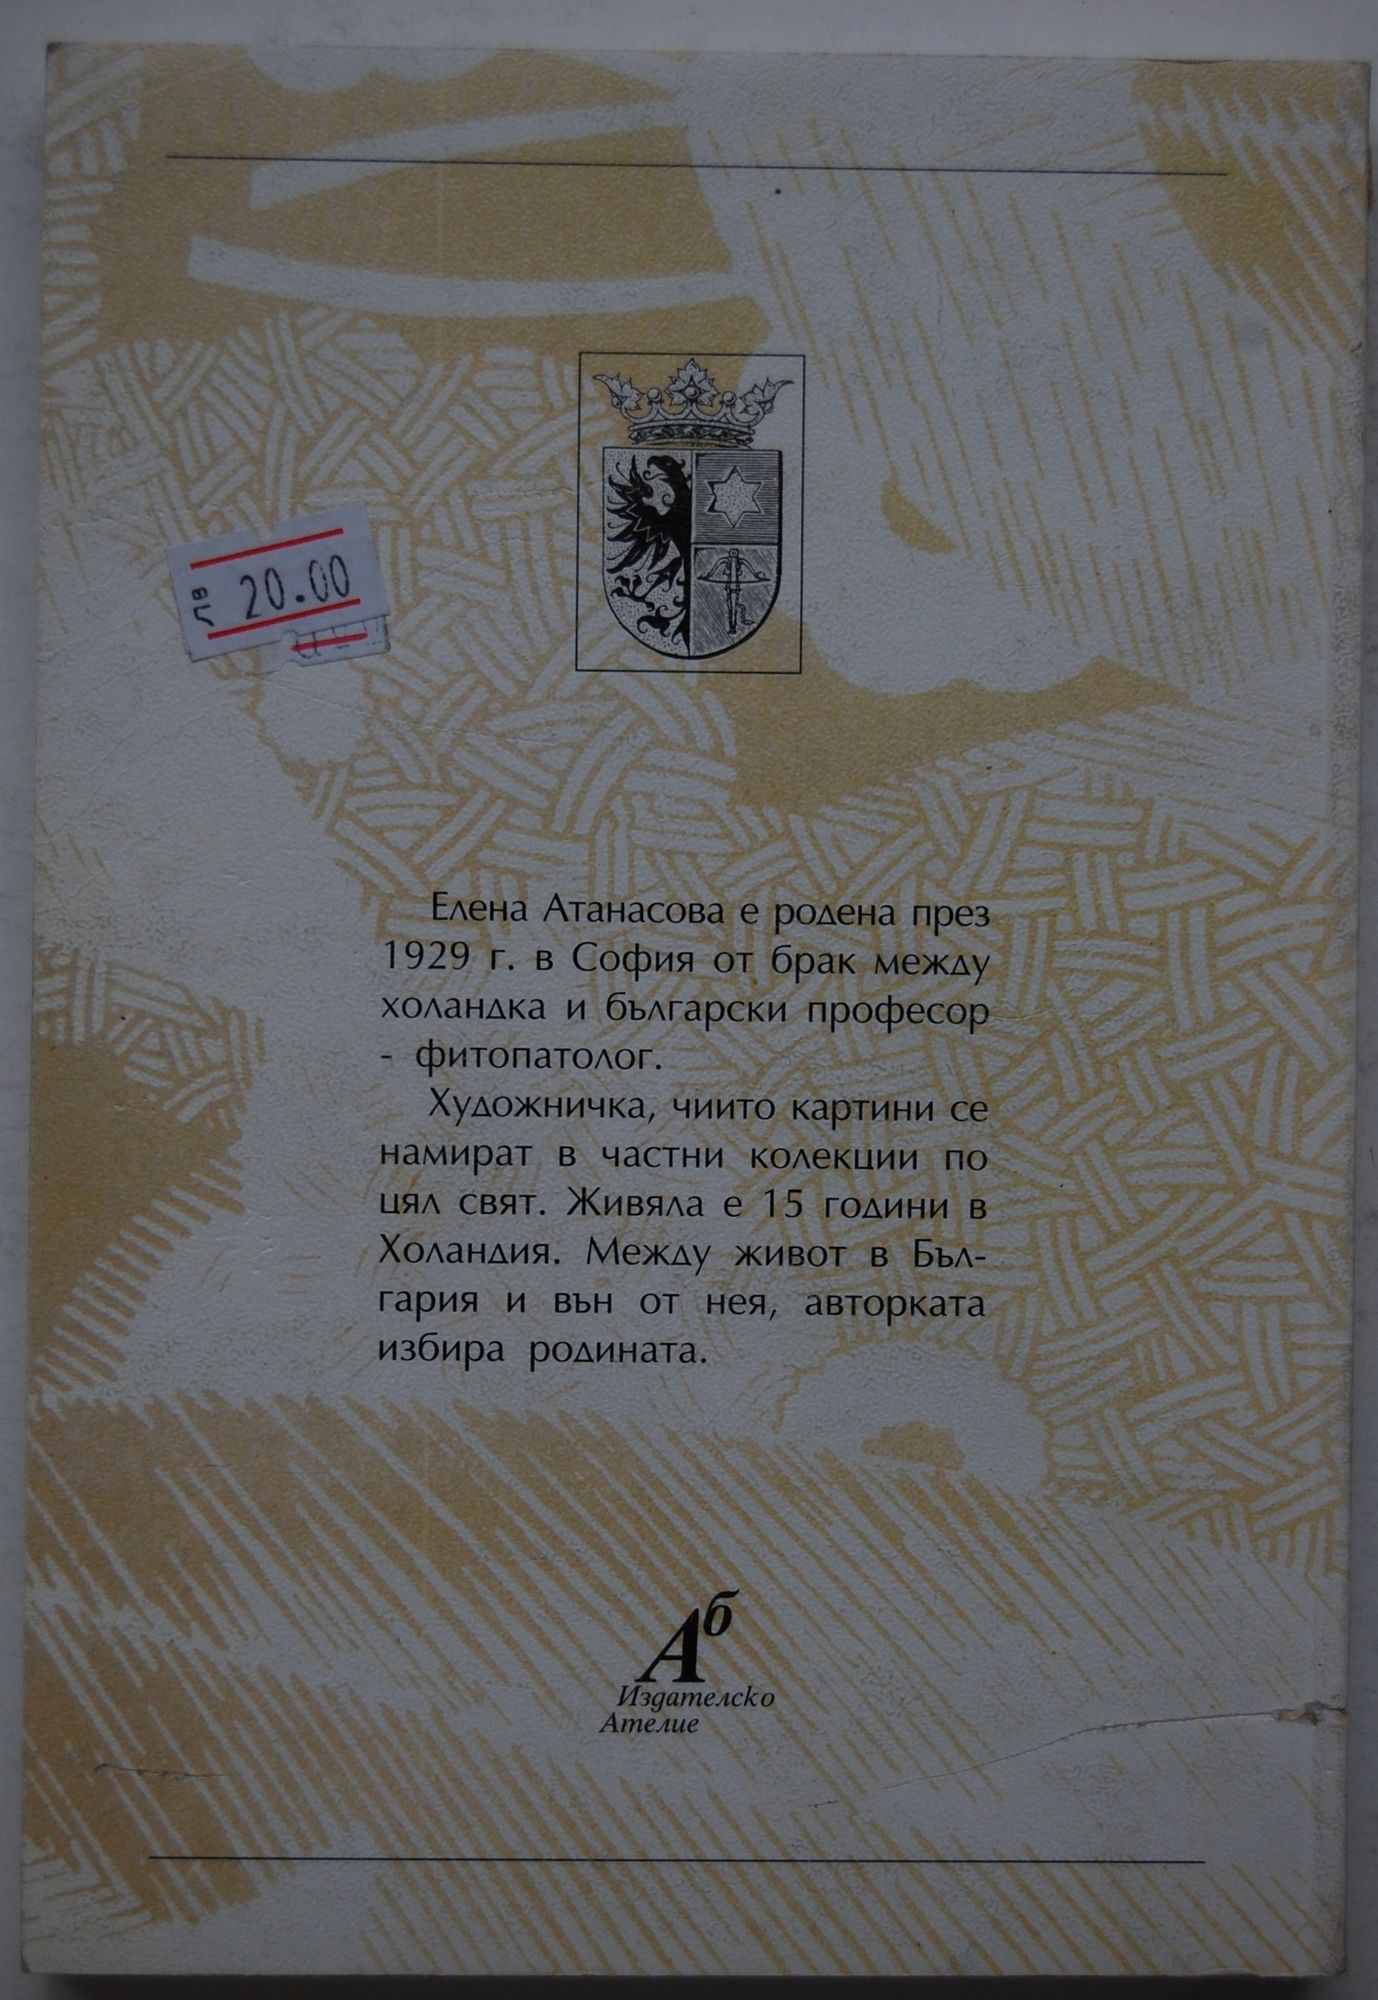 лв 20.00
Елена Атанасова е родена през
1929 г. в София от брак между
холандка и български професор
- фитопатолог.
Художничка, чиито картини се
намират в частни колекции по
цял свят. Живяла е 15 години в
Холандия. Между живот в Бъл-
гария и вън от нея, авторката
избира родината.
Аб
Издателско
Ателие